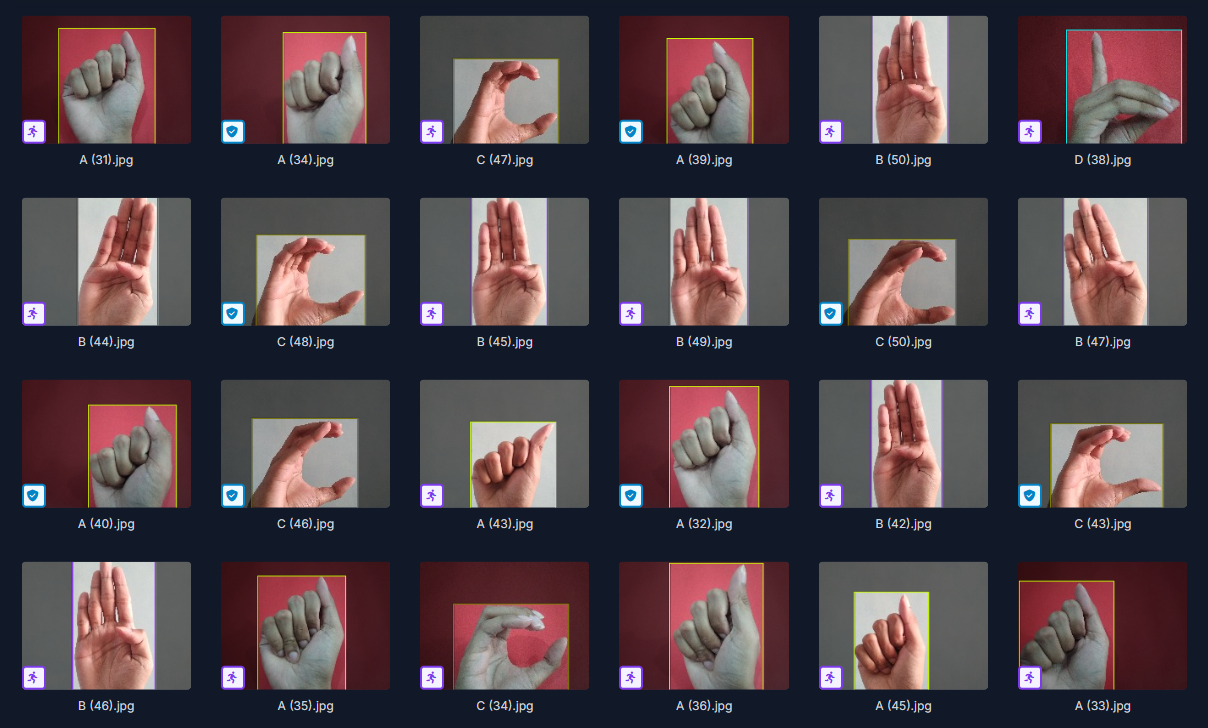 A (31).jpg
A (34).jpg
C (47).jpg
A (39).jpg
B (50).jpg
D (38).jpg
B (44).jpg
C (48).jpg
B (45).jpg
B (49).jpg
C (50).jpg
B (47).jpg
A (40).jpg
C (46).jpg
A (43).jpg
A (32).jpg
B (42).jpg
C (43).jpg
B (46).jpg
A (35).jpg
C (34).jpg
A (36).jpg
A (45).jpg
A (33).jpg